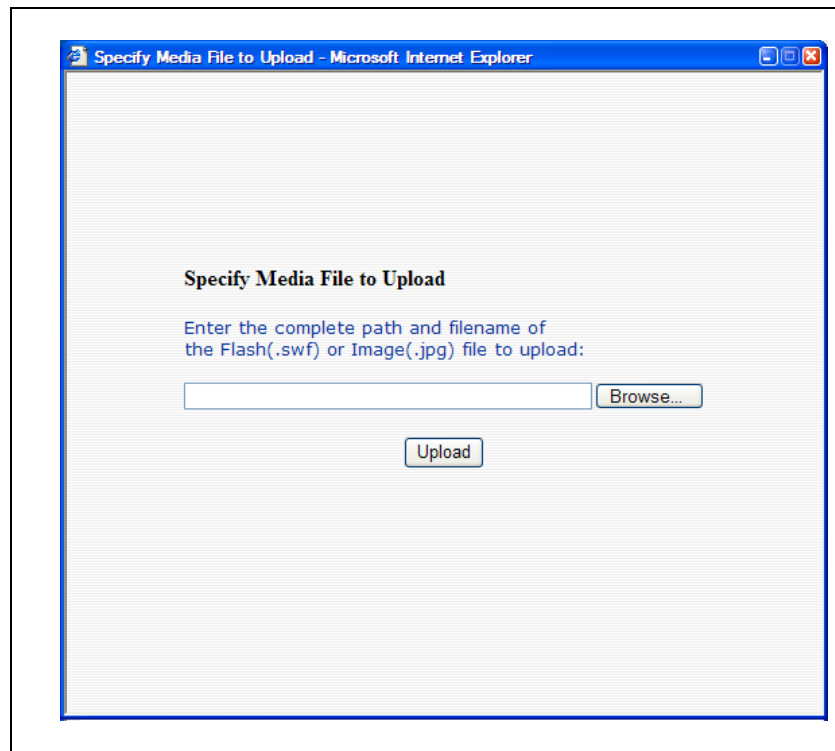 Specify Media File to Upload - Microsoft Internet Explorer
Specify Media File to Upload
Enter the complete path and filename of
the Flash(.swf) or Image(.jpg) file to upload:
Browse...
Upload